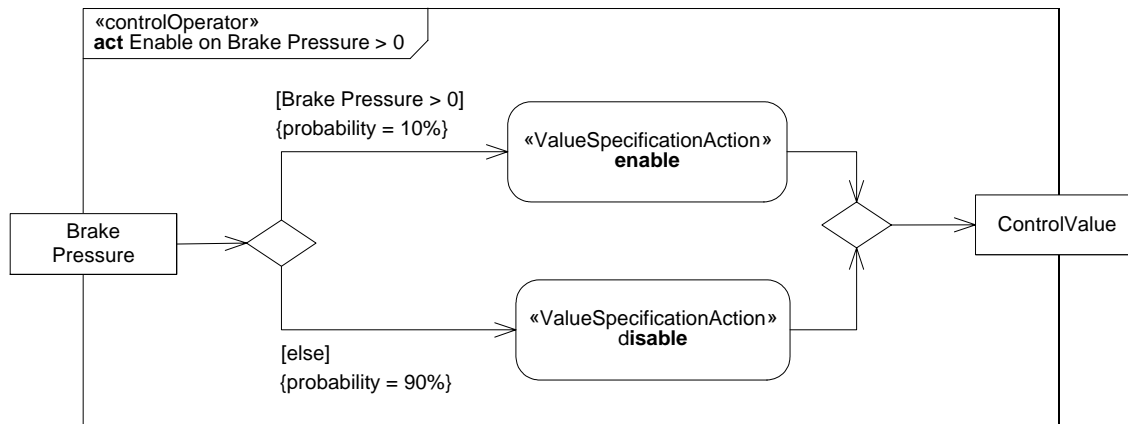 «controlOperator»
act Enable on Brake Pressure > 0
[Brake Pressure > 0]
{probability = 10%}
«ValueSpecificationAction»
enable
Brake
Pressure
ControlValue
«ValueSpecificationAction»
disable
[else]
{probability = 90%}